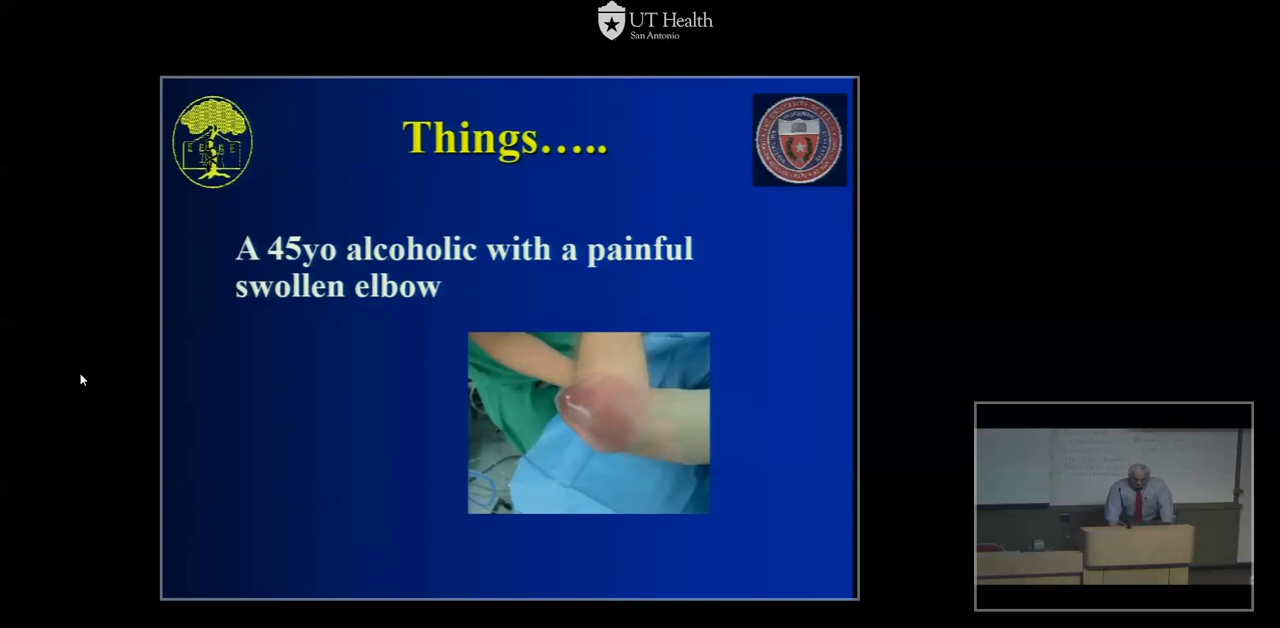 UT Health
San Antonio
Things…..
A 45yo alcoholic with a painful
swollen elbow